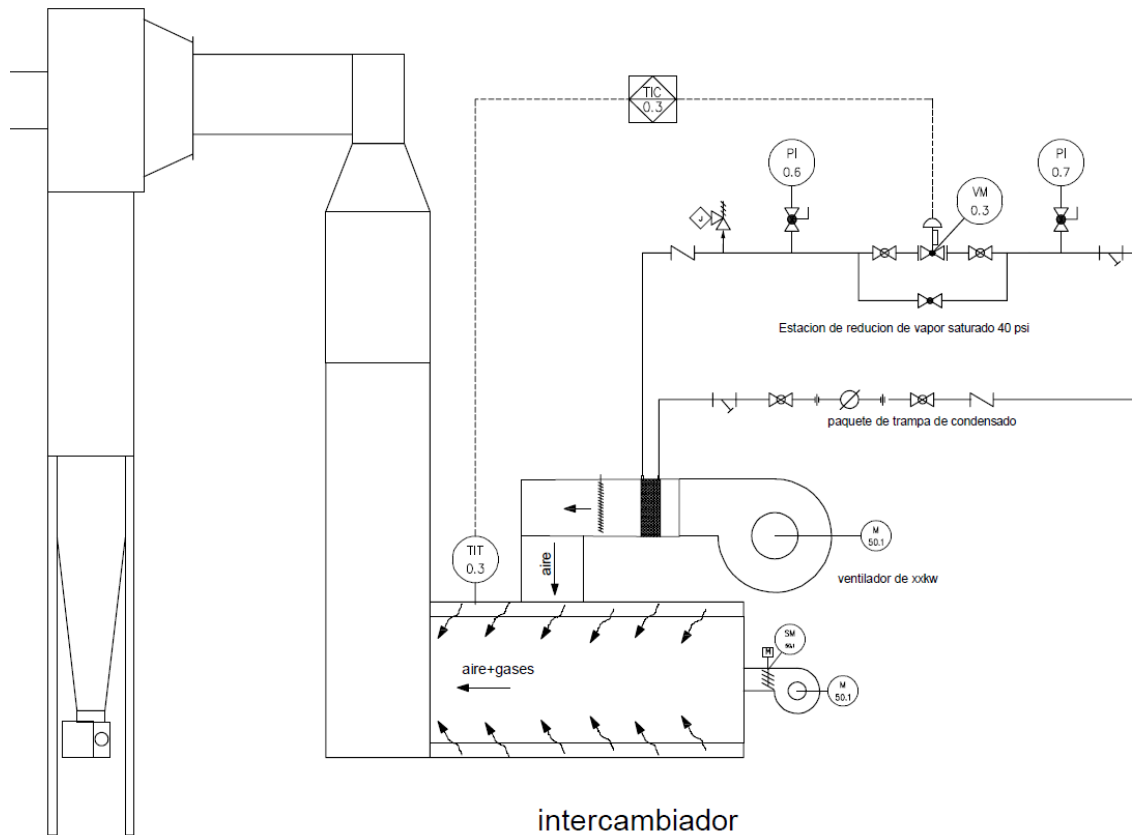 TIC
0.3
PI
0.6
PI
0.7
VM
0.3
J
Estacion de reducion de vapor saturado 40 psi
paquete de trampa de condensado
TIT
0.3
aire
M
50.1
ventilador de xxkw
SM
50.1
M
aire+gases
M
50.1
intercambiador